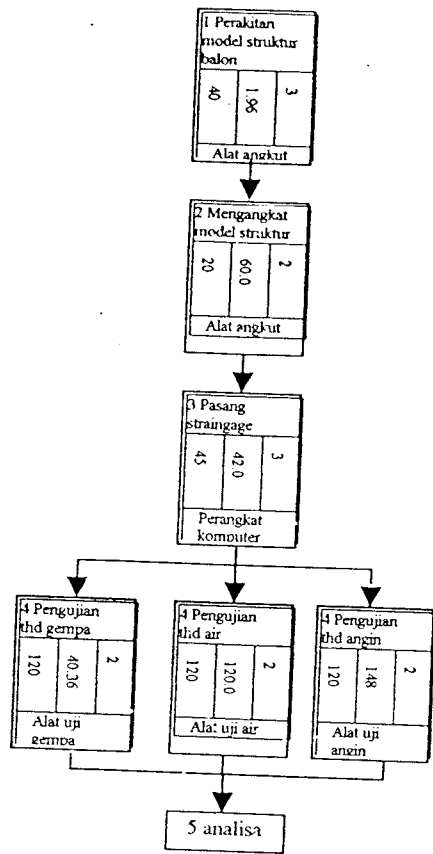 1 Perakitan
model struktur
balon
40
1.96
3
Alat angkut
2 Mengangkat
model struktur
20
60.0
2
Alat angkut
3 Pasang
straingage
45
42.0
3
Perangkat
komputer
4 Pengujian
thd gempa
120
40.36
2
Alat uji
gempa
4 Pengujian
thd air
120
120.0
2
Alat uji air
4 Pengujian
thd angin
120
148
2
Alat uji
angin
5 analisa